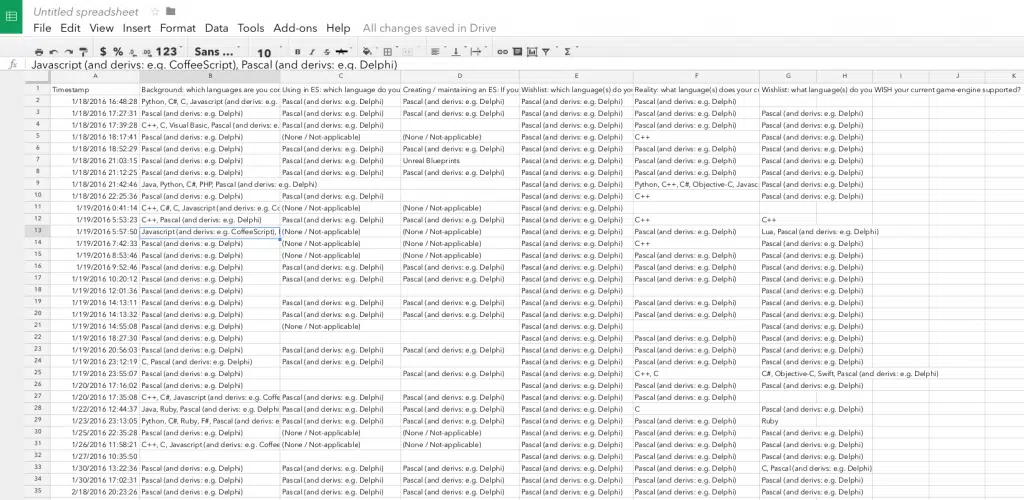 Untitled spreadsheet
File Edit View Insert Format Data Tools Add-ons Help All changes saved in Drive
$ % .0 .00 123 Sans ... 10 B I S A Σ
fx Javascript (and derivs: e.g. CoffeeScript), Pascal (and derivs: e.g. Delphi)
A B C D E F G H I J K
1 Timestamp Background: which languages are you cor Using in ES: which language do you Creating / maintaining an ES: If you Wishlist: which language(s) do yo Reality: what language(s) does your c Wishlist: what language(s) do you WISH your current game-engine supported?
2 1/18/2016 16:48:28 Python, C#, C, Javascript (and derivs: e.g. Pascal (and derivs: e.g. Delphi) Pascal (and derivs: e.g. Delphi) Pascal (and derivs: e.g. Delphi) Pascal (and derivs: e.g. Delphi)
3 1/18/2016 17:27:31 Pascal (and derivs: e.g. Delphi) Pascal (and derivs: e.g. Delphi) Pascal (and derivs: e.g. Delphi) Pascal (and derivs: e.g. Delphi) Pascal (and derivs: e.g. Delphi) Pascal (and derivs: e.g. Delphi)
4 1/18/2016 17:39:28 C++, C, Visual Basic, Pascal (and derivs: e. Pascal (and derivs: e.g. Delphi) Pascal (and derivs: e.g. Delphi) Pascal (and derivs: e.g. Delphi) Pascal (and derivs: e.g. Delphi)
5 1/18/2016 18:17:41 Pascal (and derivs: e.g. Delphi) (None / Not-applicable) (None / Not-applicable) Pascal (and derivs: e.g. Delphi) C++ Pascal (and derivs: e.g. Delphi)
6 1/18/2016 18:52:29 Pascal (and derivs: e.g. Delphi) Pascal (and derivs: e.g. Delphi) Pascal (and derivs: e.g. Delphi) Pascal (and derivs: e.g. Delphi) Pascal (and derivs: e.g. Delphi) Pascal (and derivs: e.g. Delphi)
7 1/18/2016 21:03:15 Pascal (and derivs: e.g. Delphi) Pascal (and derivs: e.g. Delphi) Unreal Blueprints Pascal (and derivs: e.g. Delphi) Pascal (and derivs: e.g. Delphi) Pascal (and derivs: e.g. Delphi)
8 1/18/2016 21:12:25 Pascal (and derivs: e.g. Delphi) Pascal (and derivs: e.g. Delphi) Pascal (and derivs: e.g. Delphi) Pascal (and derivs: e.g. Delphi) Pascal (and derivs: e.g. Delphi) Pascal (and derivs: e.g. Delphi)
9 1/18/2016 21:42:46 Java, Python, C#, PHP, Pascal (and derivs: e.g. Delphi) Pascal (and derivs: e.g. Delphi) Python, C++, C#, Objective-C, Javasc Pascal (and derivs: e.g. Delphi)
10 1/18/2016 22:25:36 Pascal (and derivs: e.g. Delphi) Pascal (and derivs: e.g. Delphi) Pascal (and derivs: e.g. Delphi) C++ Pascal (and derivs: e.g. Delphi)
11 1/19/2016 0:41:14 C++, C#, C, Javascript (and derivs: e.g. Cc (None / Not-applicable) (None / Not-applicable) Pascal (and derivs: e.g. Delphi)
12 1/19/2016 5:53:23 C++, Pascal (and derivs: e.g. Delphi) Pascal (and derivs: e.g. Delphi) Pascal (and derivs: e.g. Delphi) Pascal (and derivs: e.g. Delphi) C++ C++
13 1/19/2016 5:57:50 Javascript (and derivs: e.g. CoffeeScript), (None / Not-applicable) (None / Not-applicable) Pascal (and derivs: e.g. Delphi) Pascal (and derivs: e.g. Delphi) Lua, Pascal (and derivs: e.g. Delphi)
14 1/19/2016 7:42:33 Pascal (and derivs: e.g. Delphi) (None / Not-applicable) (None / Not-applicable) Pascal (and derivs: e.g. Delphi) C++ Pascal (and derivs: e.g. Delphi)
15 1/19/2016 8:53:46 Pascal (and derivs: e.g. Delphi) (None / Not-applicable) (None / Not-applicable) Pascal (and derivs: e.g. Delphi) Pascal (and derivs: e.g. Delphi) Pascal (and derivs: e.g. Delphi)
16 1/19/2016 9:52:46 Pascal (and derivs: e.g. Delphi) Pascal (and derivs: e.g. Delphi) Pascal (and derivs: e.g. Delphi) Pascal (and derivs: e.g. Delphi) Pascal (and derivs: e.g. Delphi) Pascal (and derivs: e.g. Delphi)
17 1/19/2016 10:20:12 Pascal (and derivs: e.g. Delphi) Pascal (and derivs: e.g. Delphi) Pascal (and derivs: e.g. Delphi) Pascal (and derivs: e.g. Delphi) Pascal (and derivs: e.g. Delphi) Pascal (and derivs: e.g. Delphi)
18 1/19/2016 12:01:36 Pascal (and derivs: e.g. Delphi) Pascal (and derivs: e.g. Delphi) Pascal (and derivs: e.g. Delphi)
19 1/19/2016 14:13:11 Pascal (and derivs: e.g. Delphi) Pascal (and derivs: e.g. Delphi) Pascal (and derivs: e.g. Delphi) Pascal (and derivs: e.g. Delphi) Pascal (and derivs: e.g. Delphi) Pascal (and derivs: e.g. Delphi)
20 1/19/2016 14:13:32 Pascal (and derivs: e.g. Delphi) Pascal (and derivs: e.g. Delphi) Pascal (and derivs: e.g. Delphi) Pascal (and derivs: e.g. Delphi) Pascal (and derivs: e.g. Delphi) Pascal (and derivs: e.g. Delphi)
21 1/19/2016 14:55:08 Pascal (and derivs: e.g. Delphi) (None / Not-applicable) Pascal (and derivs: e.g. Delphi) Pascal (and derivs: e.g. Delphi)
22 1/19/2016 18:27:30 Pascal (and derivs: e.g. Delphi) Pascal (and derivs: e.g. Delphi) Pascal (and derivs: e.g. Delphi) Pascal (and derivs: e.g. Delphi)
23 1/19/2016 20:56:03 Pascal (and derivs: e.g. Delphi) Pascal (and derivs: e.g. Delphi) Pascal (and derivs: e.g. Delphi) Pascal (and derivs: e.g. Delphi) Pascal (and derivs: e.g. Delphi)
24 1/19/2016 23:12:19 C, Pascal (and derivs: e.g. Delphi) Pascal (and derivs: e.g. Delphi) Pascal (and derivs: e.g. Delphi) Pascal (and derivs: e.g. Delphi) Pascal (and derivs: e.g. Delphi)
25 1/19/2016 23:55:07 Pascal (and derivs: e.g. Delphi) Pascal (and derivs: e.g. Delphi) Pascal (and derivs: e.g. Delphi) C++, C C#, Objective-C, Swift, Pascal (and derivs: e.g. Delphi)
26 1/20/2016 17:16:02 Pascal (and derivs: e.g. Delphi) Pascal (and derivs: e.g. Delphi) Pascal (and derivs: e.g. Delphi) Pascal (and derivs: e.g. Delphi)
27 1/20/2016 17:35:08 C++, C#, Javascript (and derivs: e.g. Coffe Pascal (and derivs: e.g. Delphi) Pascal (and derivs: e.g. Delphi) Pascal (and derivs: e.g. Delphi) Pascal (and derivs: e.g. Delphi)
28 1/22/2016 12:44:37 Java, Ruby, Pascal (and derivs: e.g. Delphi Pascal (and derivs: e.g. Delphi) Pascal (and derivs: e.g. Delphi) Pascal (and derivs: e.g. Delphi) C Pascal (and derivs: e.g. Delphi)
29 1/23/2016 23:13:05 Python, C#, Ruby, F#, Pascal (and derivs: e Pascal (and derivs: e.g. Delphi) Pascal (and derivs: e.g. Delphi) Pascal (and derivs: e.g. Delphi) Pascal (and derivs: e.g. Delphi) Ruby
30 1/25/2016 22:35:28 Pascal (and derivs: e.g. Delphi) (None / Not-applicable) (None / Not-applicable) Pascal (and derivs: e.g. Delphi) Pascal (and derivs: e.g. Delphi) Pascal (and derivs: e.g. Delphi)
31 1/26/2016 11:58:21 C++, C, Javascript (and derivs: e.g. Coffee (None / Not-applicable) (None / Not-applicable) Pascal (and derivs: e.g. Delphi) Pascal (and derivs: e.g. Delphi) Pascal (and derivs: e.g. Delphi)
32 1/27/2016 10:35:50 Pascal (and derivs: e.g. Delphi) Pascal (and derivs: e.g. Delphi) Pascal (and derivs: e.g. Delphi)
33 1/30/2016 13:22:36 Pascal (and derivs: e.g. Delphi) Pascal (and derivs: e.g. Delphi) Pascal (and derivs: e.g. Delphi) Pascal (and derivs: e.g. Delphi) Pascal (and derivs: e.g. Delphi) C, Pascal (and derivs: e.g. Delphi)
34 1/30/2016 17:02:31 Pascal (and derivs: e.g. Delphi) Pascal (and derivs: e.g. Delphi) Pascal (and derivs: e.g. Delphi) Pascal (and derivs: e.g. Delphi) Pascal (and derivs: e.g. Delphi) Pascal (and derivs: e.g. Delphi)
35 2/18/2016 20:23:26 Pascal (and derivs: e.g. Delphi) Pascal (and derivs: e.g. Delphi) Pascal (and derivs: e.g. Delphi) Pascal (and derivs: e.g. Delphi) Pascal (and derivs: e.g. Delphi) Pascal (and derivs: e.g. Delphi)